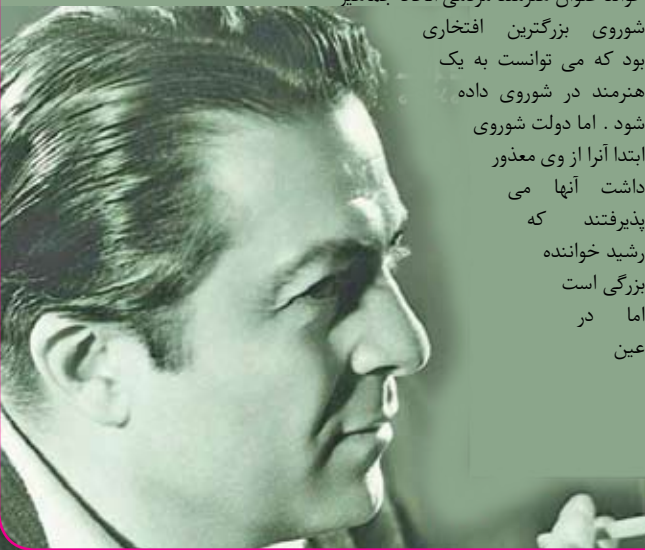 شوروی بزرگترین افتخاری
بود که می توانست به یک
هنرمند در شوروی داده
شود . اما دولت شوروی
ابتدا آنرا از وی معذور
داشت آنها می
پذیرفتند که
رشید خواننده
بزرگی است
اما در
عین